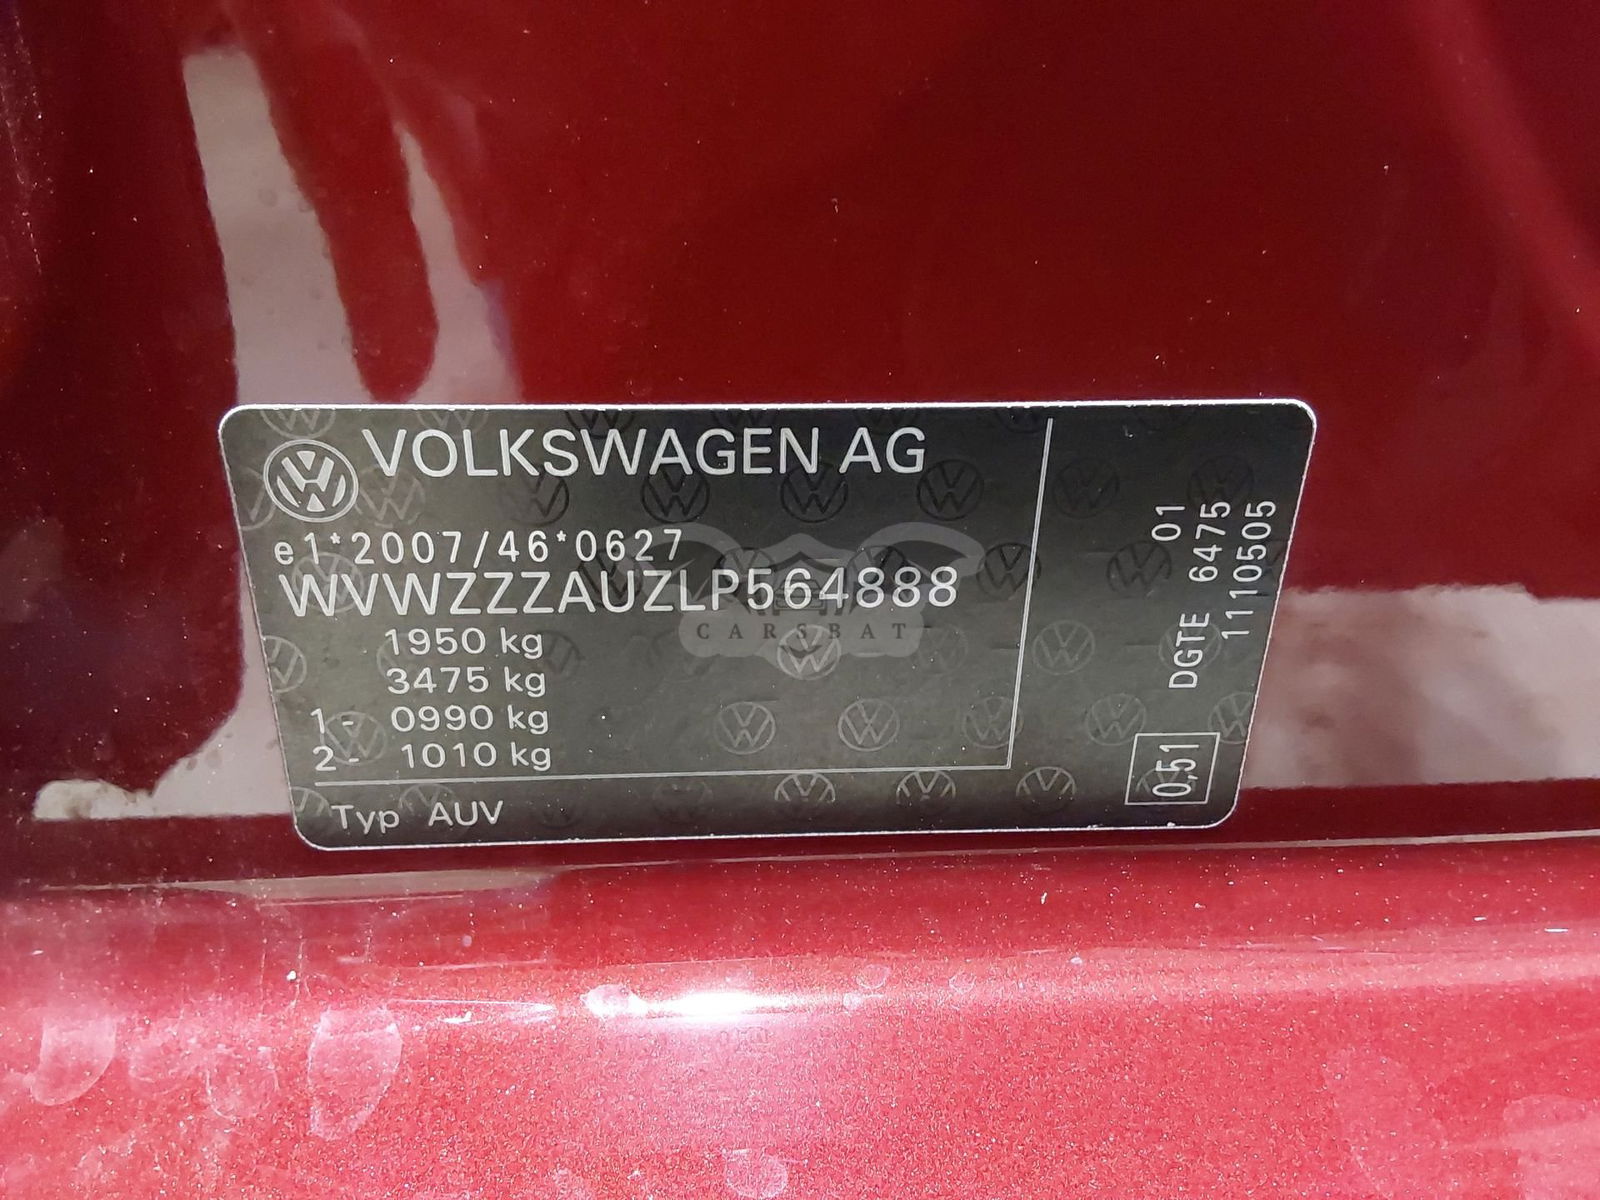 VOLKSWAGEN AG
e1*2007/46*0627
WVWZZZAUZLP564888
1950 kg
3475 kg
1- 0990 kg
2- 1010 kg
Typ AUV
01
DGTE 6475
1110505
0,51
CARSBAT